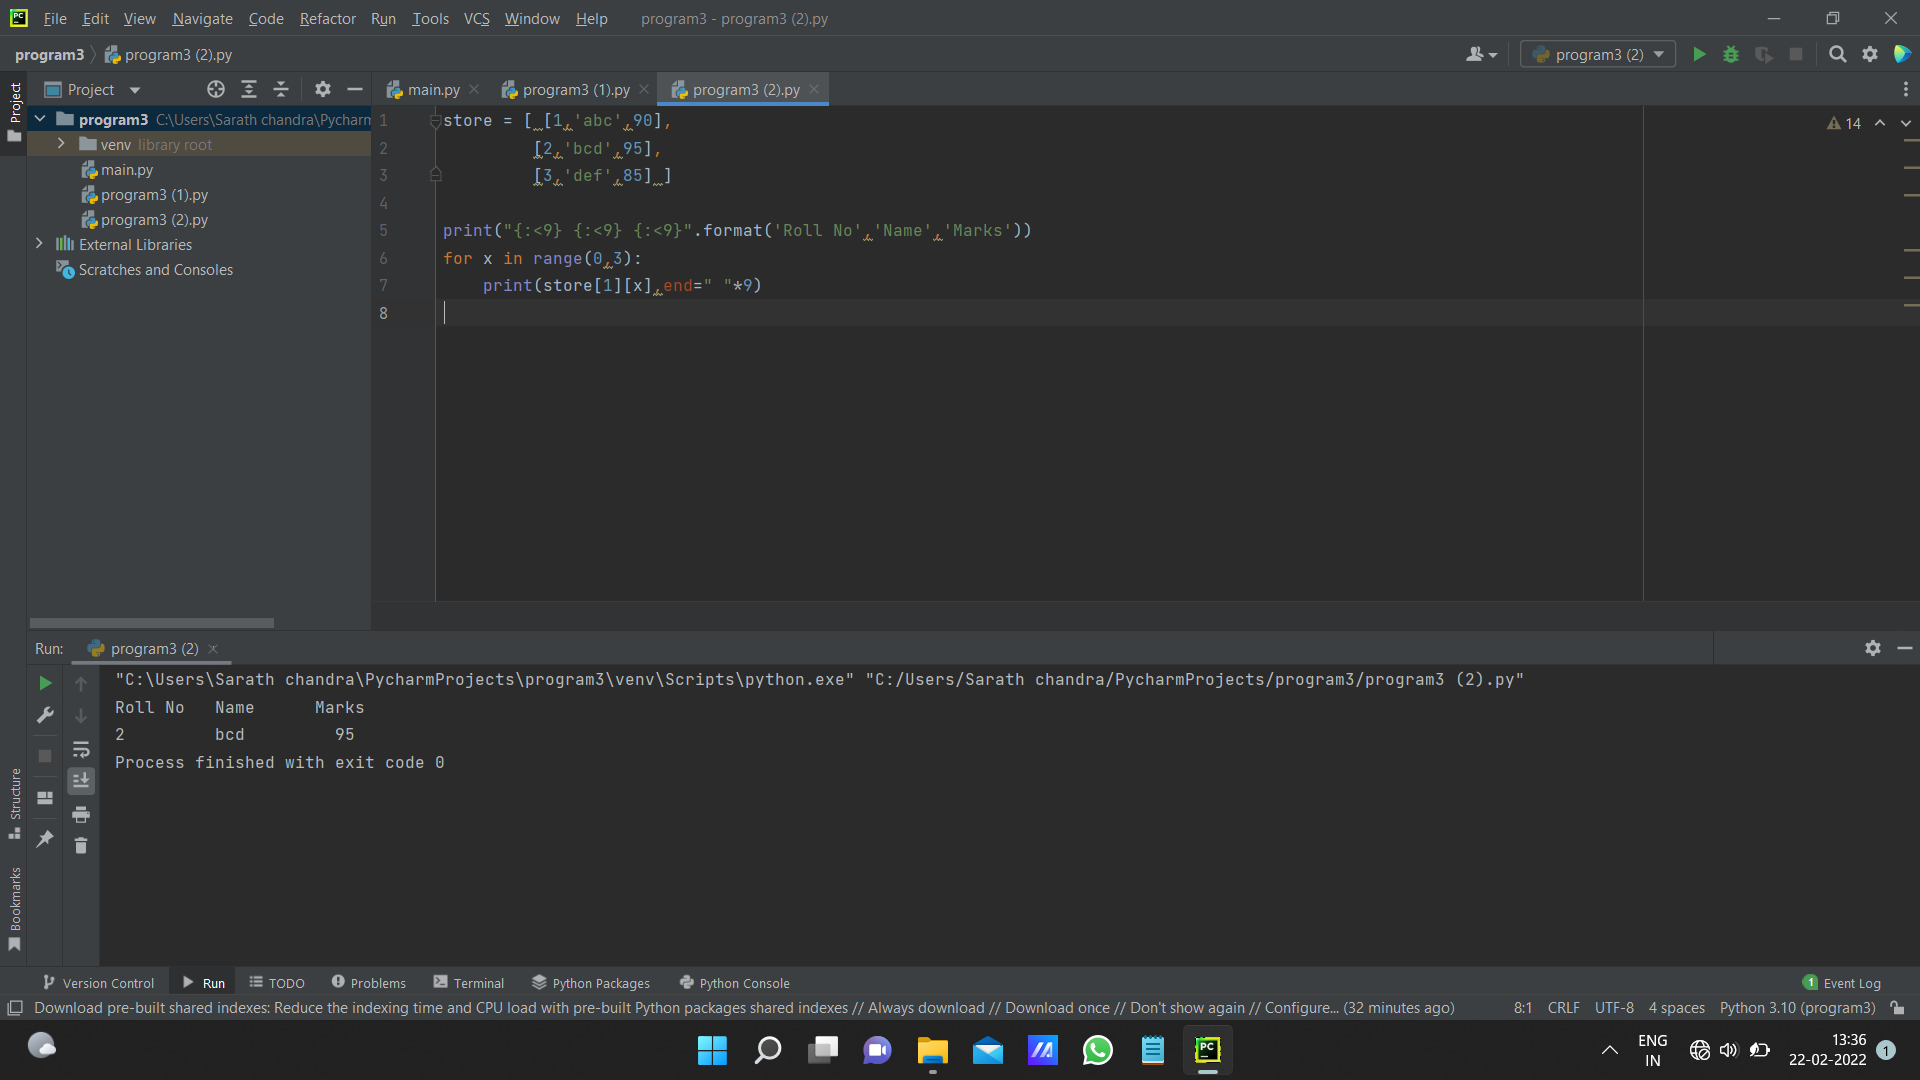 PC File Edit View Navigate Code Refactor Run Tools VCS Window Help program3 - program3 (2).py
program3 program3 (2).py program3 (2)
Project Project main.py program3 (1).py program3 (2).py
program3 C:\Users\Sarath chandra\Pycharm
venv library root
main.py
program3 (1).py
program3 (2).py
External Libraries
Scratches and Consoles
1 store = [ [1,'abc',90],
2 [2,'bcd',95],
3 [3,'def',85] ]
4
5 print("{:<9} {:<9} {:<9}".format('Roll No','Name','Marks'))
6 for x in range(0,3):
7 print(store[1][x],end=" "*9)
8
14
Run: program3 (2)
"C:\Users\Sarath chandra\PycharmProjects\program3\venv\Scripts\python.exe" "C:/Users/Sarath chandra/PycharmProjects/program3/program3 (2).py"
Roll No Name Marks
2 bcd 95
Process finished with exit code 0
Structure
Bookmarks
Version Control Run TODO Problems Terminal Python Packages Python Console 1 Event Log
Download pre-built shared indexes: Reduce the indexing time and CPU load with pre-built Python packages shared indexes // Always download // Download once // Don't show again // Configure... (32 minutes ago) 8:1 CRLF UTF-8 4 spaces Python 3.10 (program3)
PC ENG 13:36
IN 22-02-2022 1